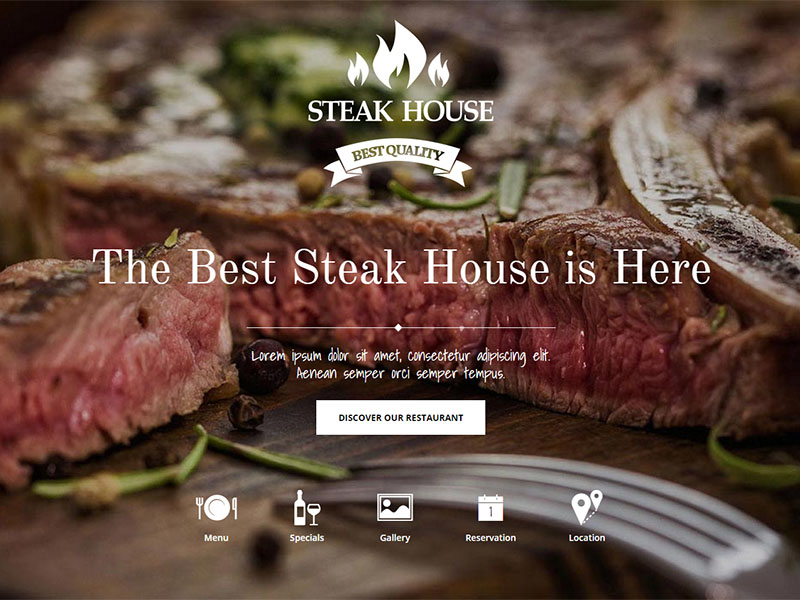 STEAK HOUSE
BEST QUALITY
The Best Steak House is Here
Lorem ipsum dolor sit amet, consectetur adipiscing elit.
Aenean semper orci semper tempus.
DISCOVER OUR RESTAURANT
1
Menu Specials Gallery Reservation Location